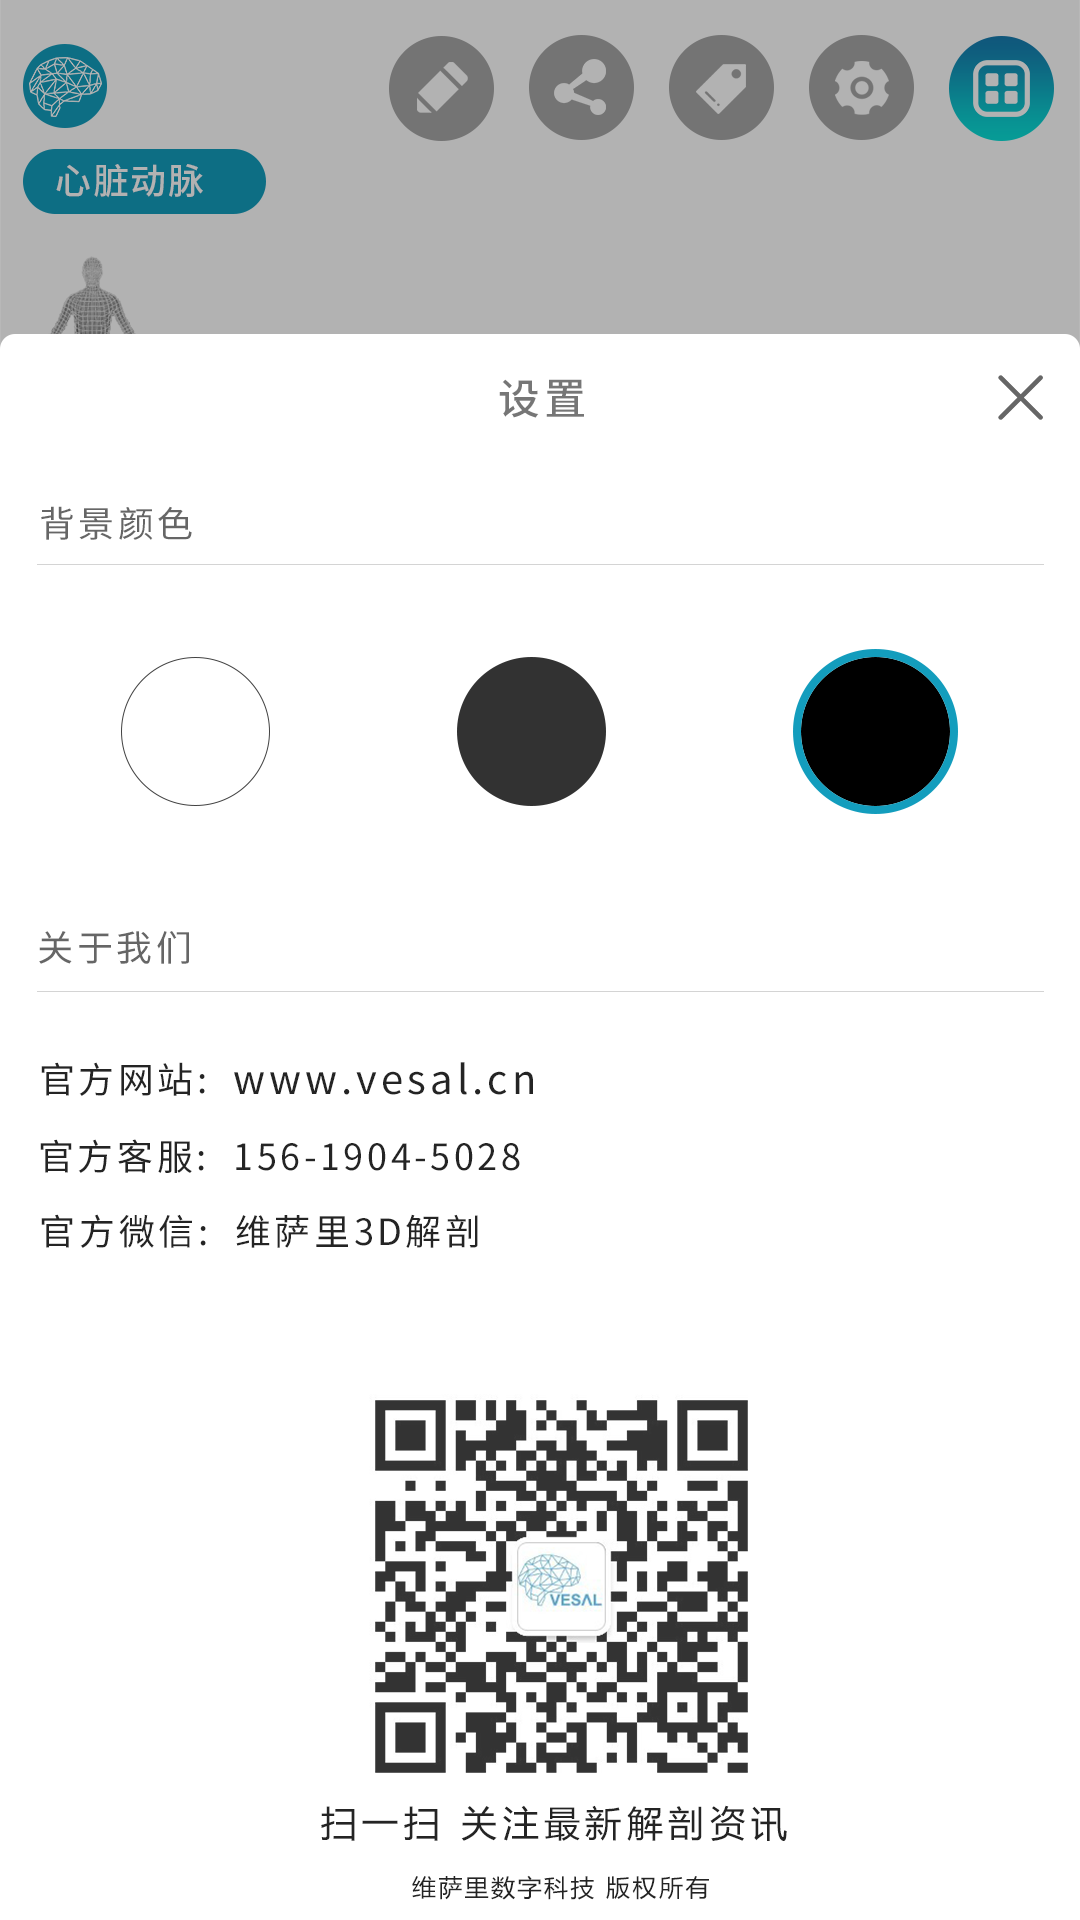 心脏动脉
设置
背景颜色
关于我们
官方网站: www.vesal.cn
官方客服: 156-1904-5028
官方微信: 维萨里3D解剖
VESAL
扫一扫 关注最新解剖资讯
维萨里数字科技 版权所有